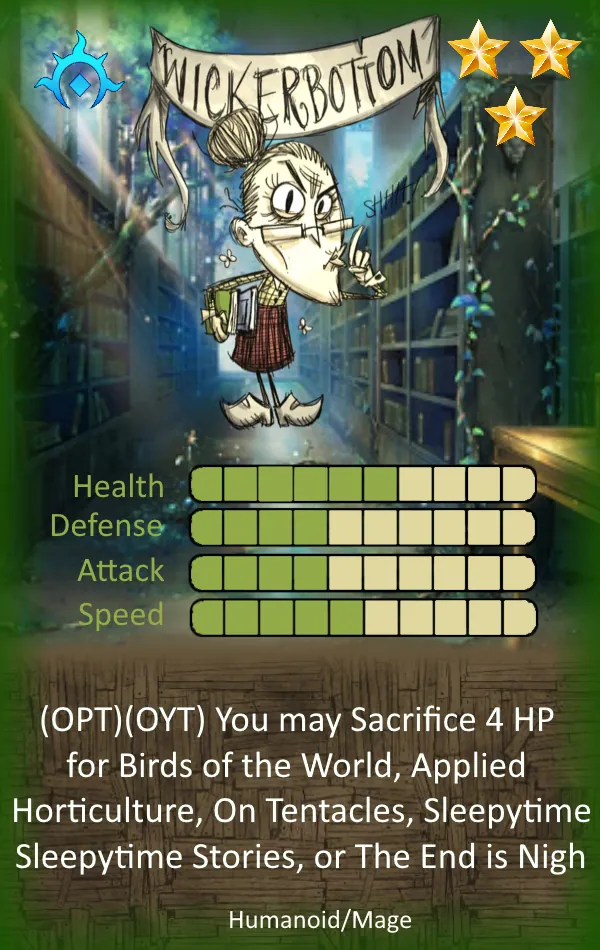 WICKERBOTTOM
SHHH!
Health
Defense
Attack
Speed
(OPT)(OYT) You may Sacrifice 4 HP
for Birds of the World, Applied
Horticulture, On Tentacles, Sleepytime
Sleepytime Stories, or The End is Nigh
Humanoid/Mage